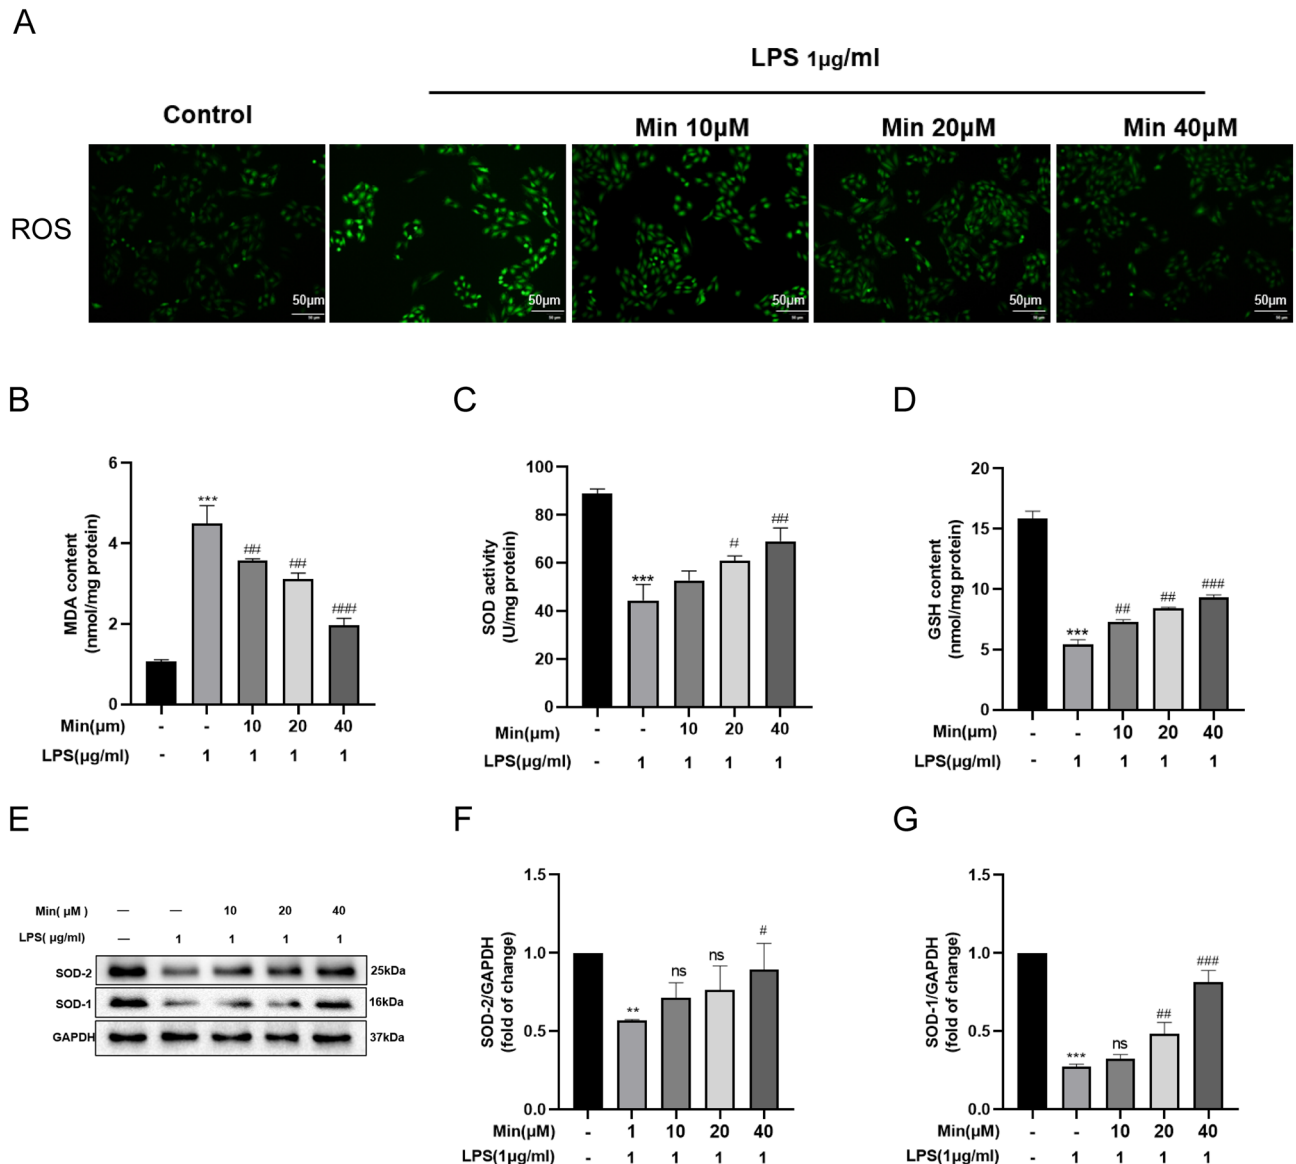 A
LPS 1µg/ml
Control
Min 10µM
Min 20µM
Min 40µM
ROS
50µm
50µm
50µm
50µm
50µm
B
C
D
MDA content
(nmol/mg protein)
6
4
2
0
***
##
##
###
Min(µm) - - 10 20 40
LPS(µg/ml) - 1 1 1 1
SOD activity
(U/mg protein)
100
80
60
40
20
0
***
#
##
Min(µm) - - 10 20 40
LPS(µg/ml) - 1 1 1 1
GSH content
(nmol/mg protein)
20
15
10
5
0
***
##
##
###
Min(µm) - - 10 20 40
LPS(µg/ml) - 1 1 1 1
E
F
G
Min( µM ) — — 10 20 40
LPS( µg/ml) — 1 1 1 1
SOD-2 25kDa
SOD-1 16kDa
GAPDH 37kDa
SOD-2/GAPDH
(fold of change)
1.5
1.0
0.5
0.0
**
ns
ns
#
Min(µM) - 1 10 20 40
LPS(1µg/ml) - 1 1 1 1
SOD-1/GAPDH
(fold of change)
1.5
1.0
0.5
0.0
***
ns
##
###
Min(µM) - - 10 20 40
LPS(1µg/ml) - 1 1 1 1